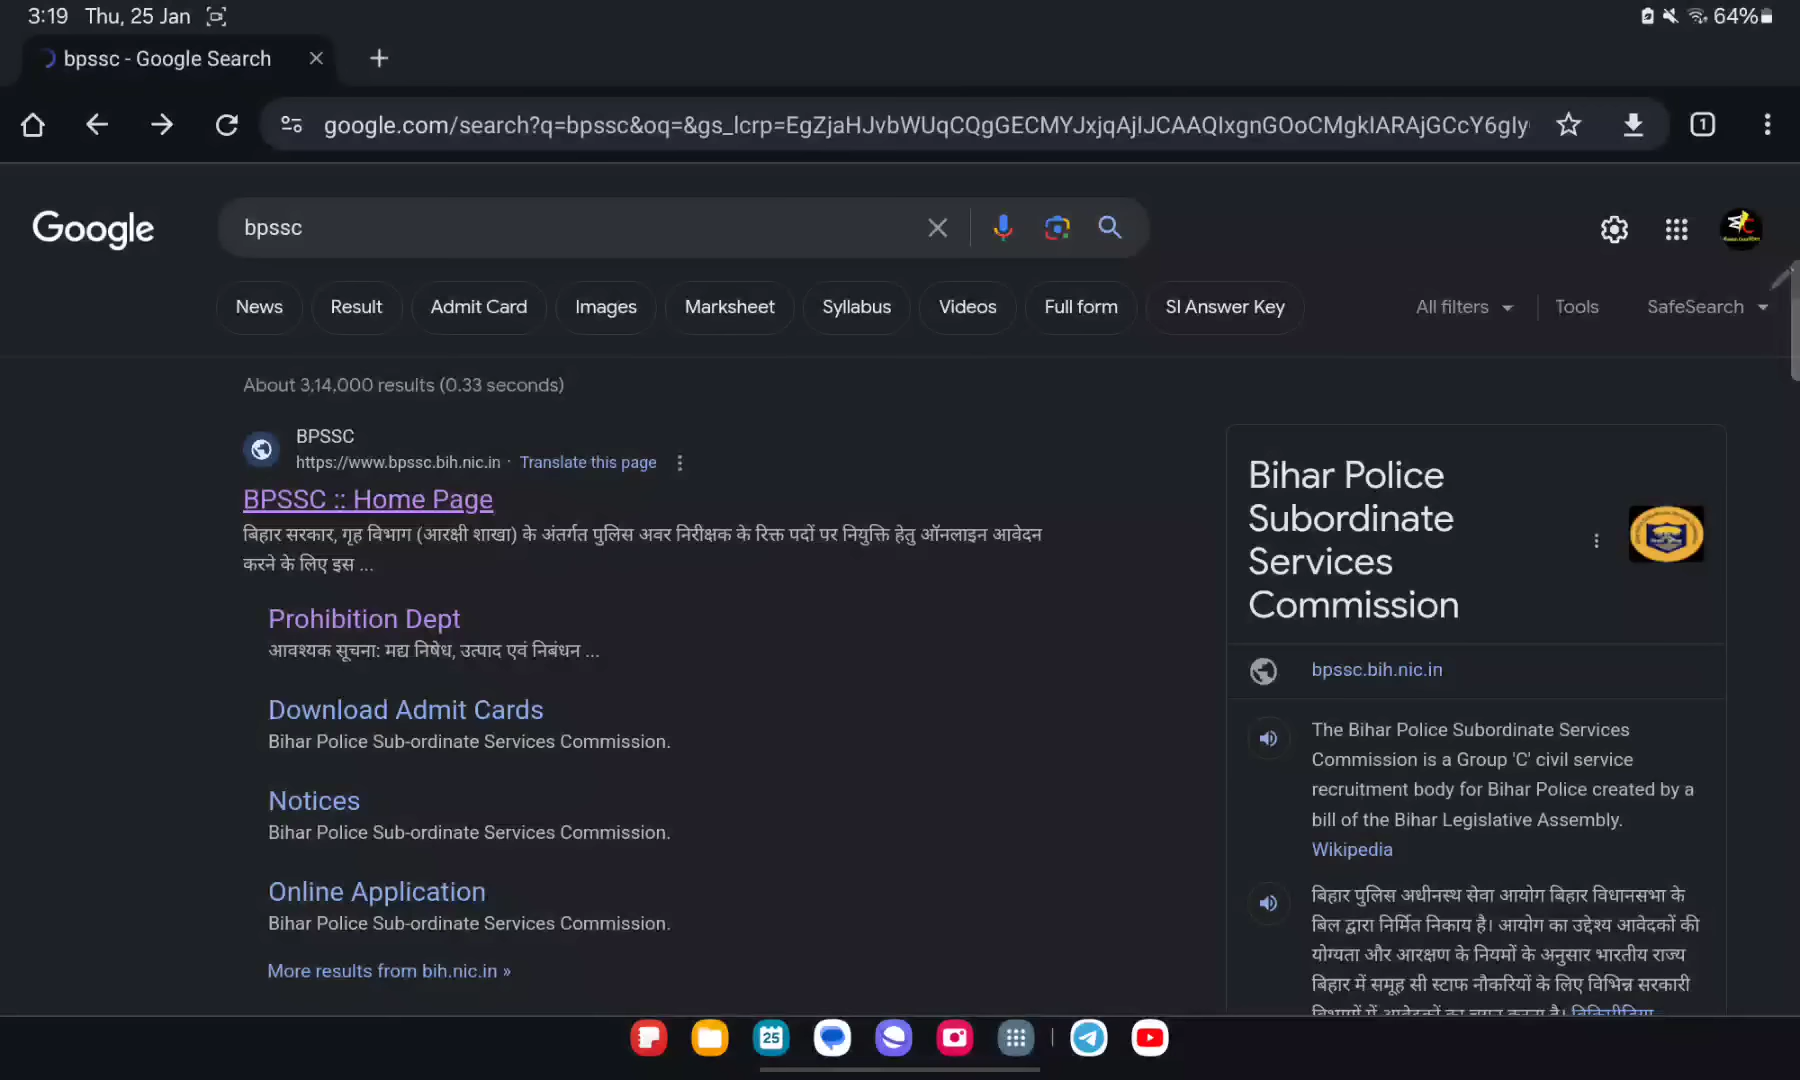 3:19 Thu, 25 Jan
64%
bpssc - Google Search
google.com/search?q=bpssc&oq=&gs_lcrp=EgZjaHJvbWUqCQgGECMYJxjqAjIJCAAQIxgnGOoCMgkIARAjGCcY6gIy
1
Google
bpssc
News
Result
Admit Card
Images
Marksheet
Syllabus
Videos
Full form
SI Answer Key
All filters
Tools
SafeSearch
About 3,14,000 results (0.33 seconds)
BPSSC
https://www.bpssc.bih.nic.in · Translate this page
BPSSC :: Home Page
बिहार सरकार, गृह विभाग (आरक्षी शाखा) के अंतर्गत पुलिस अवर निरीक्षक के रिक्त पदों पर नियुक्ति हेतु ऑनलाइन आवेदन
करने के लिए इस ...
Prohibition Dept
आवश्यक सूचना: मद्य निषेध, उत्पाद एवं निबंधन ...
Download Admit Cards
Bihar Police Sub-ordinate Services Commission.
Notices
Bihar Police Sub-ordinate Services Commission.
Online Application
Bihar Police Sub-ordinate Services Commission.
More results from bih.nic.in »
Bihar Police
Subordinate
Services
Commission
bpssc.bih.nic.in
The Bihar Police Subordinate Services
Commission is a Group 'C' civil service
recruitment body for Bihar Police created by a
bill of the Bihar Legislative Assembly.
Wikipedia
बिहार पुलिस अधीनस्थ सेवा आयोग बिहार विधानसभा के
बिल द्वारा निर्मित निकाय है। आयोग का उद्देश्य आवेदकों की
योग्यता और आरक्षण के नियमों के अनुसार भारतीय राज्य
बिहार में समूह सी स्टाफ नौकरियों के लिए विभिन्न सरकारी
25